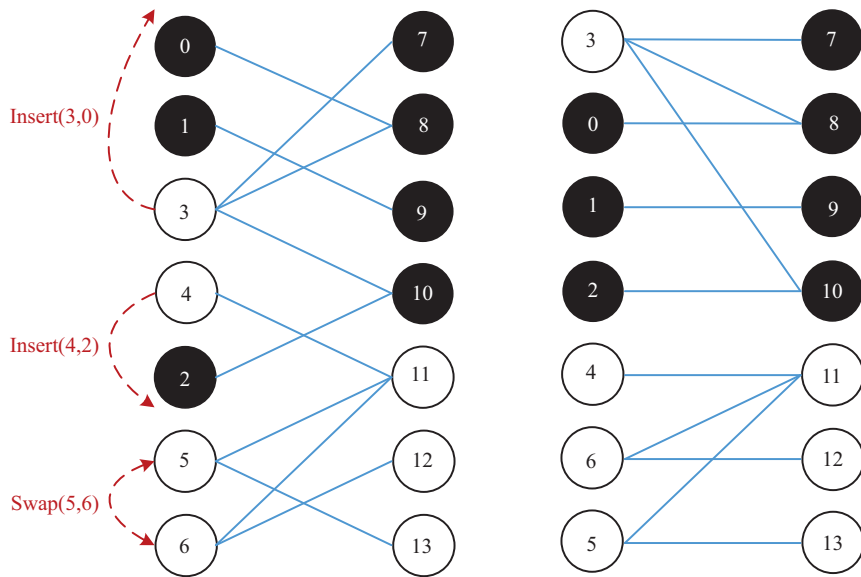 0 7 3 7
Insert(3,0) 1 8 0 8
3 9 1 9
4 10 2 10
Insert(4,2) 2 11 4 11
5 12 6 12
Swap(5,6)
6 13 5 13